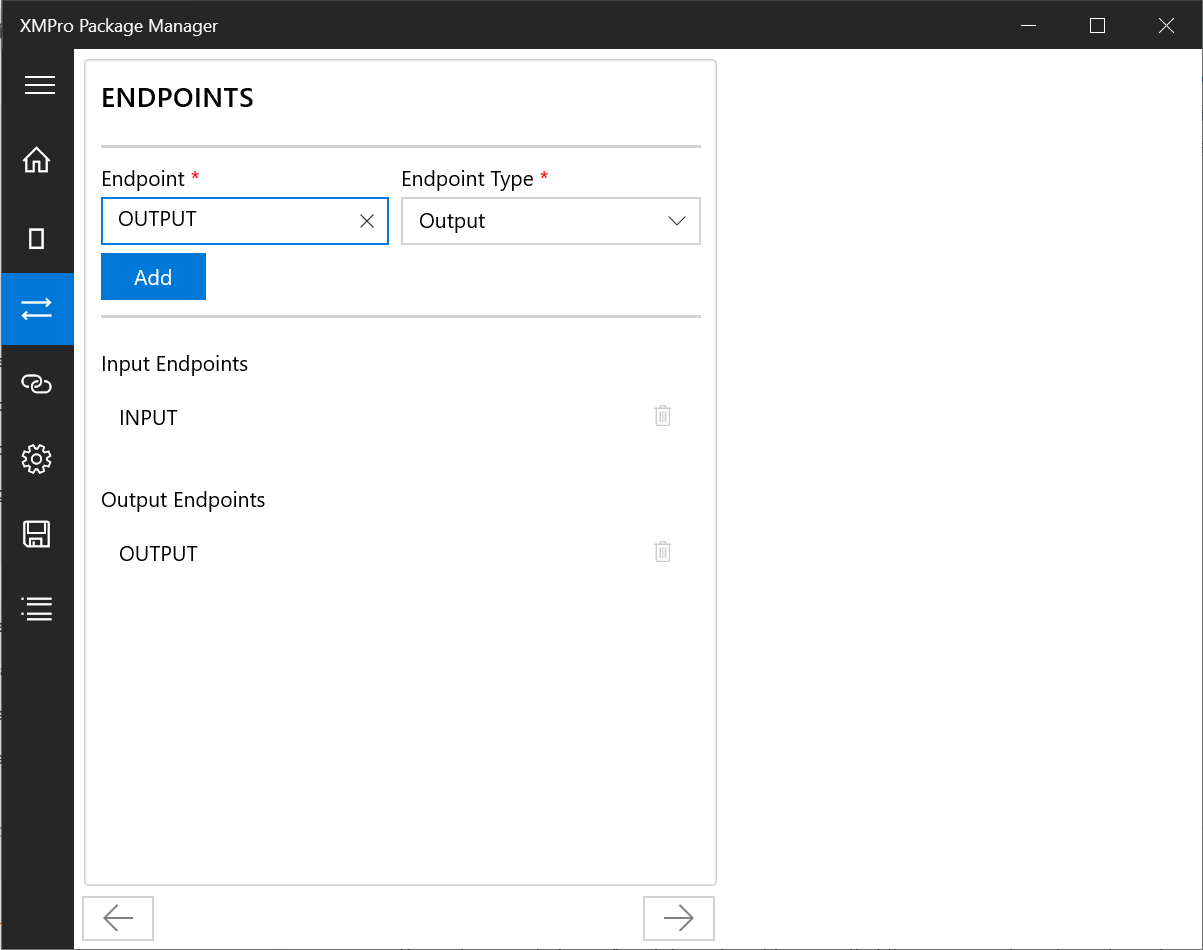 XMPro Package Manager
ENDPOINTS
Endpoint * Endpoint Type *
OUTPUT Output
Add
Input Endpoints
INPUT
Output Endpoints
OUTPUT